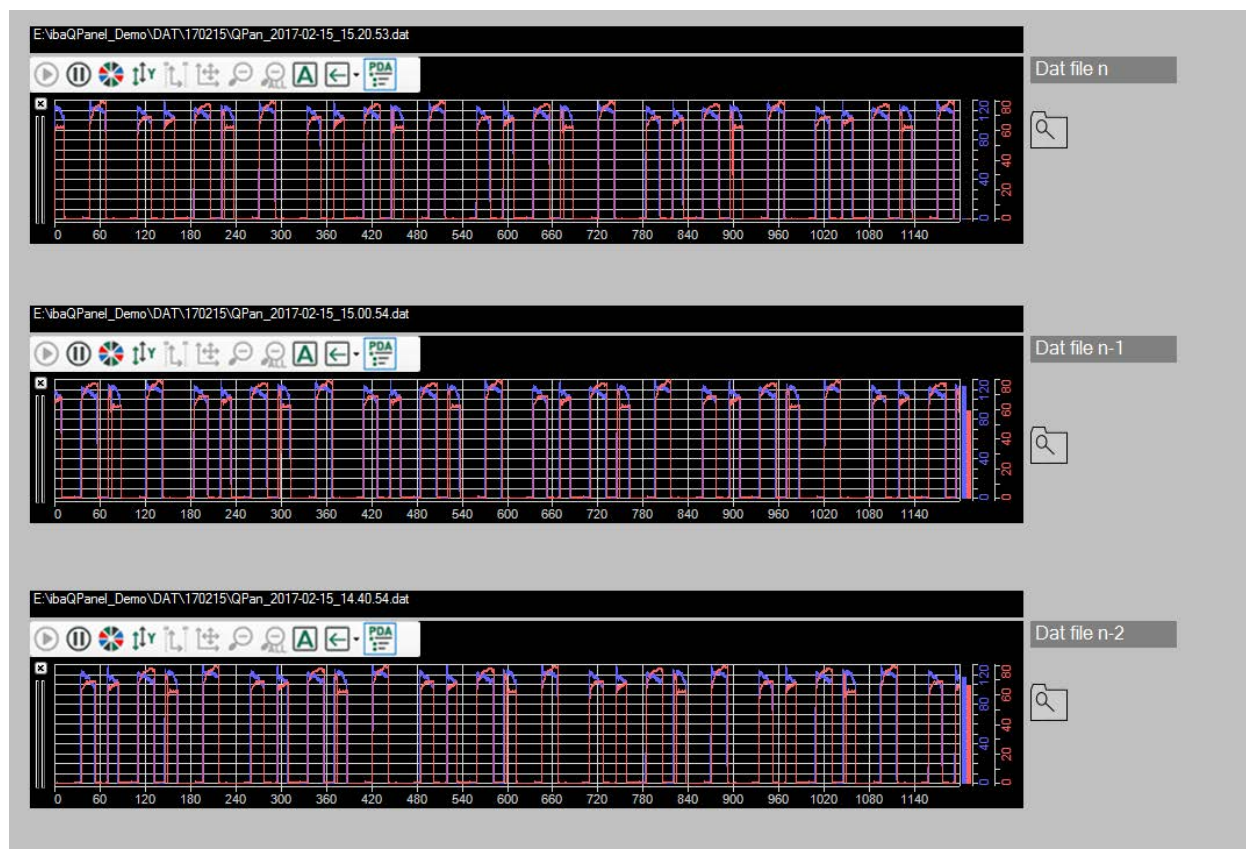 E:\ibaQPanel_Demo\DAT\170215\QPan_2017-02-15_15.20.53.dat
Y A PDA
ALL
Dat file n
120 80
80 60
40 40
20
0 0
0 60 120 180 240 300 360 420 480 540 600 660 720 780 840 900 960 1020 1080 1140
E:\ibaQPanel_Demo\DAT\170215\QPan_2017-02-15_15.00.54.dat
Y A PDA
ALL
Dat file n-1
120 80
80 60
40 40
20
0 0
0 60 120 180 240 300 360 420 480 540 600 660 720 780 840 900 960 1020 1080 1140
E:\ibaQPanel_Demo\DAT\170215\QPan_2017-02-15_14.40.54.dat
Y A PDA
ALL
Dat file n-2
120 80
80 60
40 40
20
0 0
0 60 120 180 240 300 360 420 480 540 600 660 720 780 840 900 960 1020 1080 1140